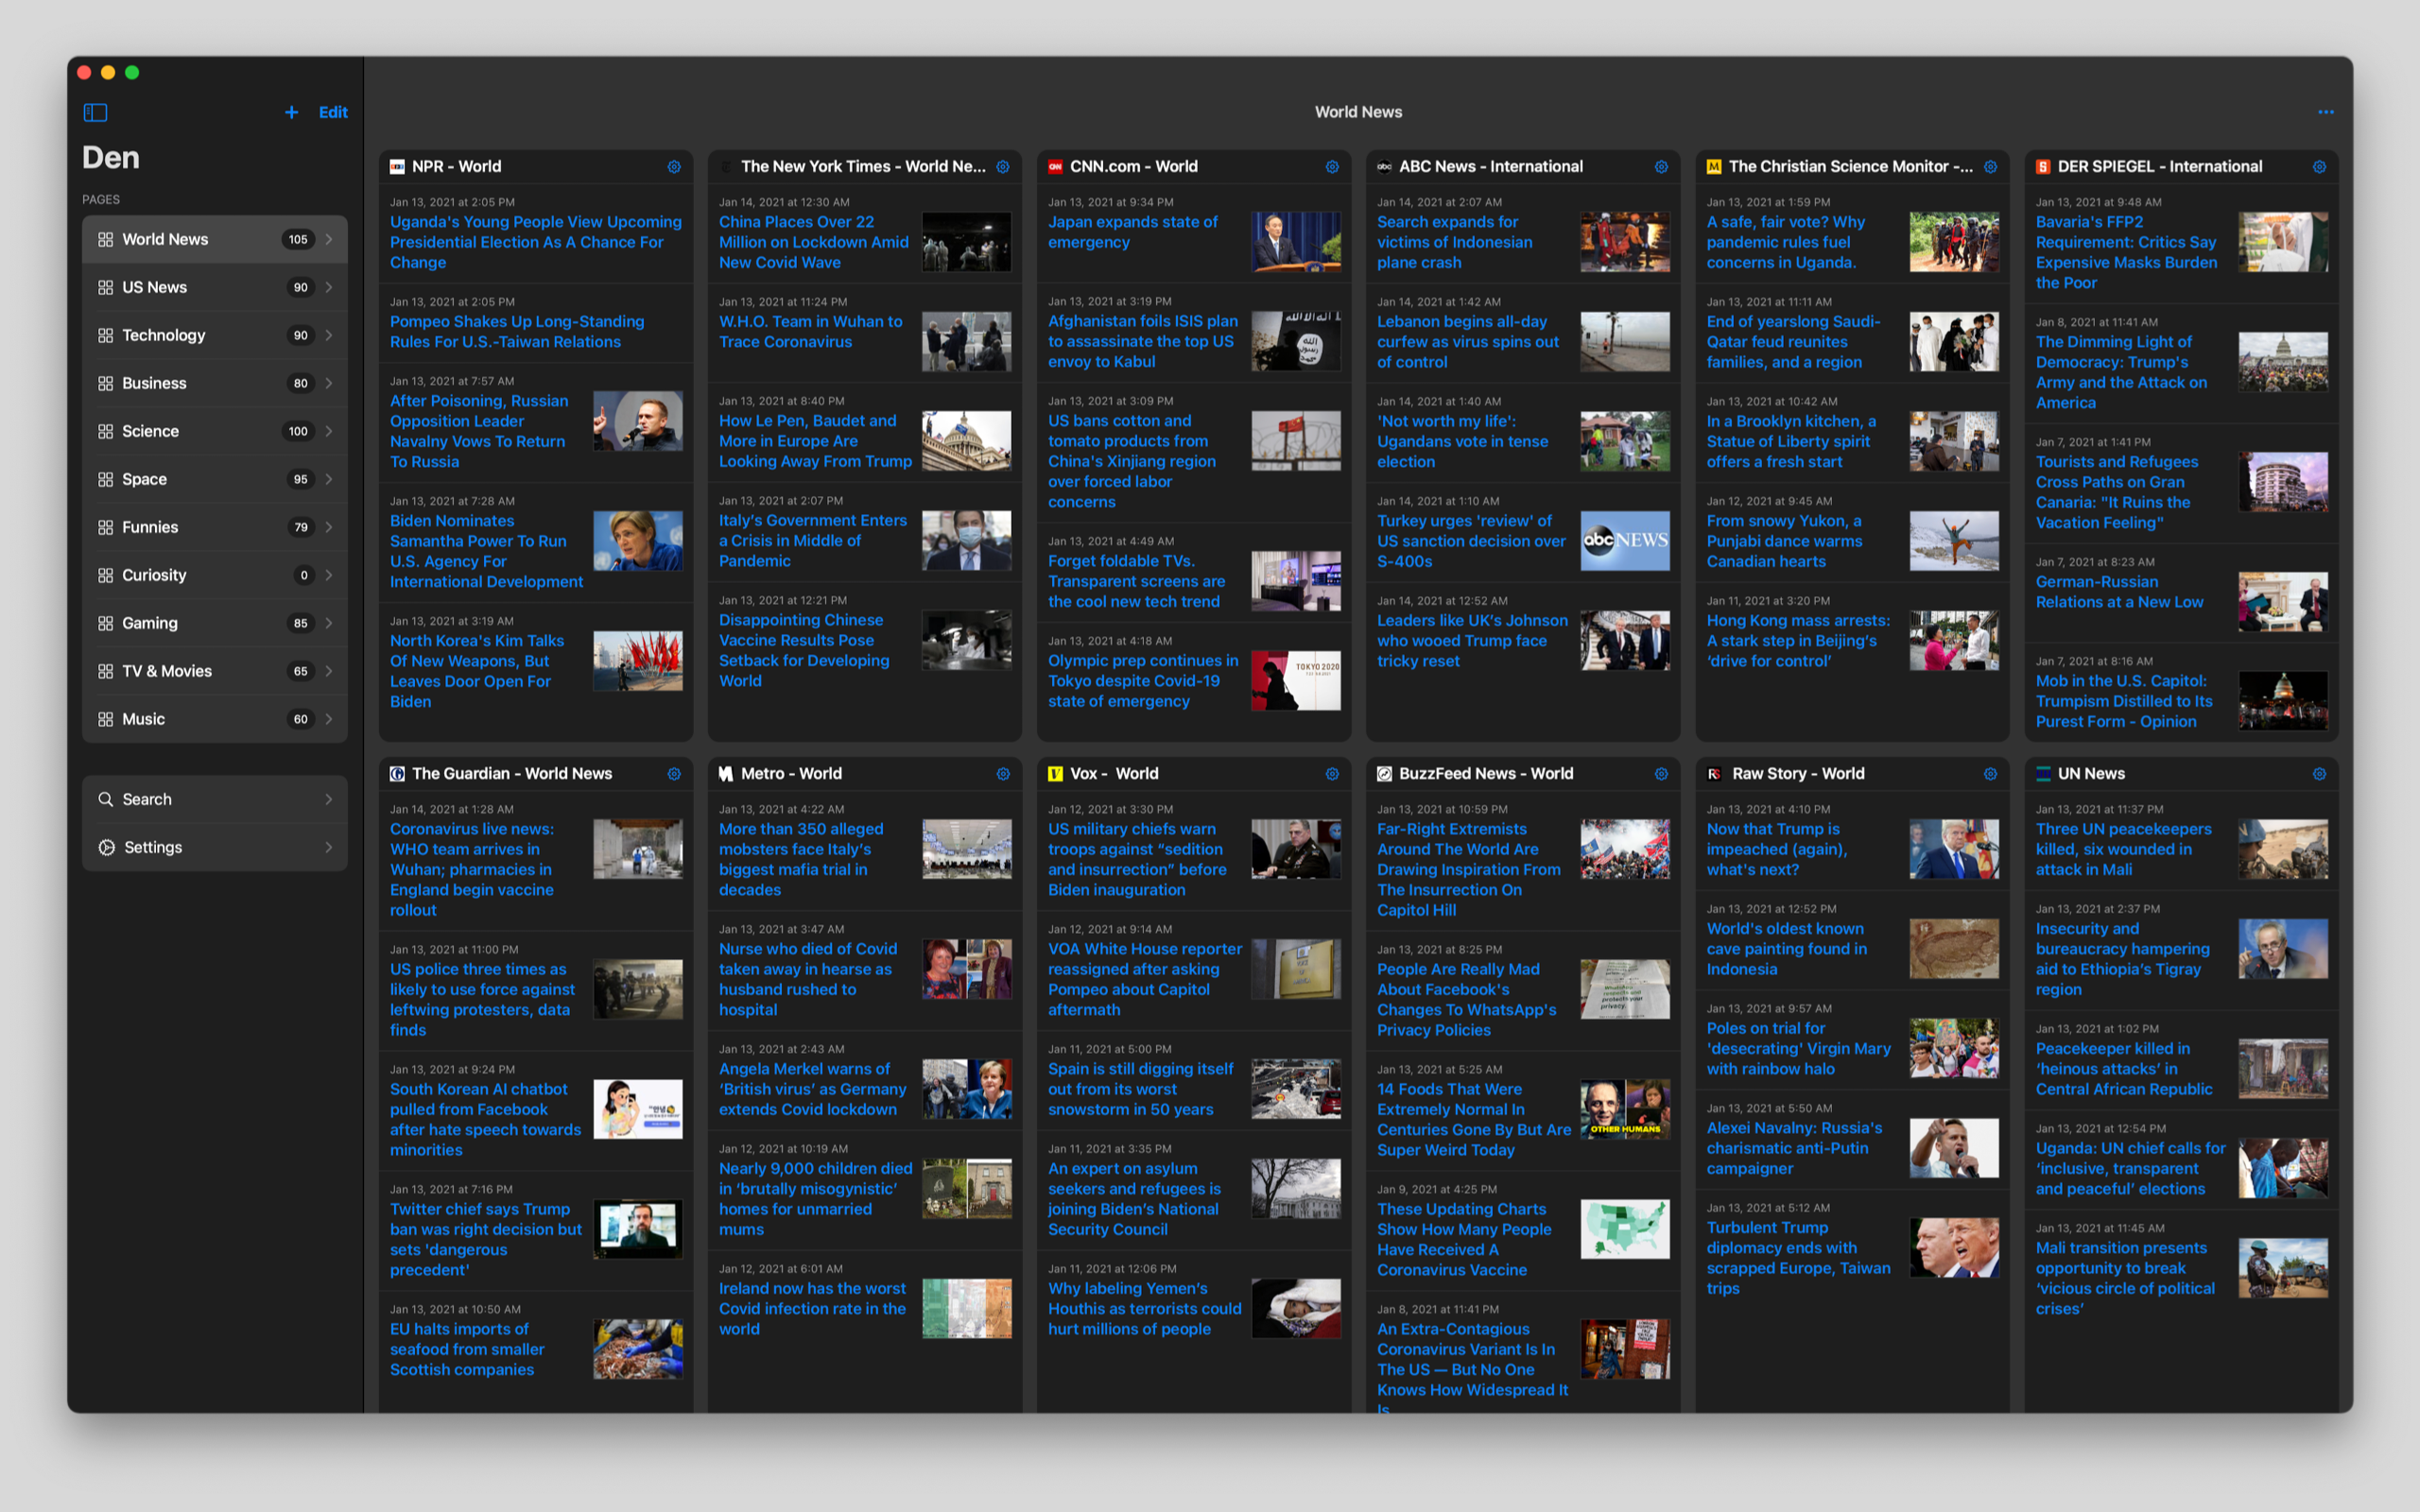 Edit
World News
Den
PAGES
World News 105
US News 90
Technology 90
Business 80
Science 100
Space 95
Funnies 79
Curiosity 0
Gaming 85
TV & Movies 65
Music 60
Search
Settings
NPR - World
Jan 13, 2021 at 2:05 PM
Uganda's Young People View Upcoming
Presidential Election As A Chance For
Change
Jan 13, 2021 at 2:05 PM
Pompeo Shakes Up Long-Standing
Rules For U.S.-Taiwan Relations
Jan 13, 2021 at 7:57 AM
After Poisoning, Russian
Opposition Leader
Navalny Vows To Return
To Russia
Jan 13, 2021 at 7:28 AM
Biden Nominates
Samantha Power To Run
U.S. Agency For
International Development
Jan 13, 2021 at 3:19 AM
North Korea's Kim Talks
Of New Weapons, But
Leaves Door Open For
Biden
The New York Times - World Ne...
Jan 14, 2021 at 12:30 AM
China Places Over 22
Million on Lockdown Amid
New Covid Wave
Jan 13, 2021 at 11:24 PM
W.H.O. Team in Wuhan to
Trace Coronavirus
Jan 13, 2021 at 8:40 PM
How Le Pen, Baudet and
More in Europe Are
Looking Away From Trump
Jan 13, 2021 at 2:07 PM
Italy’s Government Enters
a Crisis in Middle of
Pandemic
Jan 13, 2021 at 12:21 PM
Disappointing Chinese
Vaccine Results Pose
Setback for Developing
World
CNN.com - World
Jan 13, 2021 at 9:34 PM
Japan expands state of
emergency
Jan 13, 2021 at 3:19 PM
Afghanistan foils ISIS plan
to assassinate the top US
envoy to Kabul
Jan 13, 2021 at 3:09 PM
US bans cotton and
tomato products from
China's Xinjiang region
over forced labor
concerns
Jan 13, 2021 at 4:49 AM
Forget foldable TVs.
Transparent screens are
the cool new tech trend
Jan 13, 2021 at 4:18 AM
Olympic prep continues in
Tokyo despite Covid-19
state of emergency
TOKYO 2020
abc
ABC News - International
Jan 14, 2021 at 2:07 AM
Search expands for
victims of Indonesian
plane crash
Jan 14, 2021 at 1:42 AM
Lebanon begins all-day
curfew as virus spins out
of control
Jan 14, 2021 at 1:40 AM
'Not worth my life':
Ugandans vote in tense
election
Jan 14, 2021 at 1:10 AM
Turkey urges 'review' of
US sanction decision over
S-400s
abc NEWS
Jan 14, 2021 at 12:52 AM
Leaders like UK’s Johnson
who wooed Trump face
tricky reset
M
The Christian Science Monitor -...
Jan 13, 2021 at 1:59 PM
A safe, fair vote? Why
pandemic rules fuel
concerns in Uganda.
Jan 13, 2021 at 11:11 AM
End of yearslong Saudi-
Qatar feud reunites
families, and a region
Jan 13, 2021 at 10:42 AM
In a Brooklyn kitchen, a
Statue of Liberty spirit
offers a fresh start
Jan 12, 2021 at 9:45 AM
From snowy Yukon, a
Punjabi dance warms
Canadian hearts
Jan 11, 2021 at 3:20 PM
Hong Kong mass arrests:
A stark step in Beijing’s
‘drive for control’
S
DER SPIEGEL - International
Jan 13, 2021 at 9:48 AM
Bavaria's FFP2
Requirement: Critics Say
Expensive Masks Burden
the Poor
Jan 8, 2021 at 11:41 AM
The Dimming Light of
Democracy: Trump's
Army and the Attack on
America
Jan 7, 2021 at 1:41 PM
Tourists and Refugees
Cross Paths on Gran
Canaria: "It Ruins the
Vacation Feeling"
Jan 7, 2021 at 8:23 AM
German-Russian
Relations at a New Low
Jan 7, 2021 at 8:16 AM
Mob in the U.S. Capitol:
Trumpism Distilled to Its
Purest Form - Opinion
The Guardian - World News
Jan 14, 2021 at 1:28 AM
Coronavirus live news:
WHO team arrives in
Wuhan; pharmacies in
England begin vaccine
rollout
Jan 13, 2021 at 11:00 PM
US police three times as
likely to use force against
leftwing protesters, data
finds
Jan 13, 2021 at 9:24 PM
South Korean AI chatbot
pulled from Facebook
after hate speech towards
minorities
Jan 13, 2021 at 7:16 PM
Twitter chief says Trump
ban was right decision but
sets 'dangerous
precedent'
Jan 13, 2021 at 10:50 AM
EU halts imports of
seafood from smaller
Scottish companies
Metro - World
Jan 13, 2021 at 4:22 AM
More than 350 alleged
mobsters face Italy’s
biggest mafia trial in
decades
Jan 13, 2021 at 3:47 AM
Nurse who died of Covid
taken away in hearse as
husband rushed to
hospital
Jan 13, 2021 at 2:43 AM
Angela Merkel warns of
‘British virus’ as Germany
extends Covid lockdown
Jan 12, 2021 at 10:19 AM
Nearly 9,000 children died
in ‘brutally misogynistic’
homes for unmarried
mums
Jan 12, 2021 at 6:01 AM
Ireland now has the worst
Covid infection rate in the
world
Vox - World
Jan 12, 2021 at 3:30 PM
US military chiefs warn
troops against “sedition
and insurrection” before
Biden inauguration
Jan 12, 2021 at 9:14 AM
VOA White House reporter
reassigned after asking
Pompeo about Capitol
aftermath
Jan 11, 2021 at 5:00 PM
Spain is still digging itself
out from its worst
snowstorm in 50 years
Jan 11, 2021 at 3:35 PM
An expert on asylum
seekers and refugees is
joining Biden’s National
Security Council
Jan 11, 2021 at 12:06 PM
Why labeling Yemen’s
Houthis as terrorists could
hurt millions of people
BuzzFeed News - World
Jan 13, 2021 at 10:59 PM
Far-Right Extremists
Around The World Are
Drawing Inspiration From
The Insurrection On
Capitol Hill
Jan 13, 2021 at 8:25 PM
People Are Really Mad
About Facebook's
Changes To WhatsApp's
Privacy Policies
protects your
privacy.
Jan 13, 2021 at 5:25 AM
14 Foods That Were
Extremely Normal In
Centuries Gone By But Are
Super Weird Today
OTHER HUMANS
Jan 9, 2021 at 4:25 PM
These Updating Charts
Show How Many People
Have Received A
Coronavirus Vaccine
Jan 8, 2021 at 11:41 PM
An Extra-Contagious
Coronavirus Variant Is In
The US — But No One
Knows How Widespread It
Is
RS
Raw Story - World
Jan 13, 2021 at 4:10 PM
Now that Trump is
impeached (again),
what's next?
Jan 13, 2021 at 12:52 PM
World's oldest known
cave painting found in
Indonesia
Jan 13, 2021 at 9:57 AM
Poles on trial for
'desecrating' Virgin Mary
with rainbow halo
Jan 13, 2021 at 5:50 AM
Alexei Navalny: Russia's
charismatic anti-Putin
campaigner
Jan 13, 2021 at 5:12 AM
Turbulent Trump
diplomacy ends with
scrapped Europe, Taiwan
trips
UN News
Jan 13, 2021 at 11:37 PM
Three UN peacekeepers
killed, six wounded in
attack in Mali
Jan 13, 2021 at 2:37 PM
Insecurity and
bureaucracy hampering
aid to Ethiopia’s Tigray
region
Jan 13, 2021 at 1:02 PM
Peacekeeper killed in
‘heinous attacks’ in
Central African Republic
Jan 13, 2021 at 12:54 PM
Uganda: UN chief calls for
‘inclusive, transparent
and peaceful’ elections
Jan 13, 2021 at 11:45 AM
Mali transition presents
opportunity to break
‘vicious circle of political
crises’